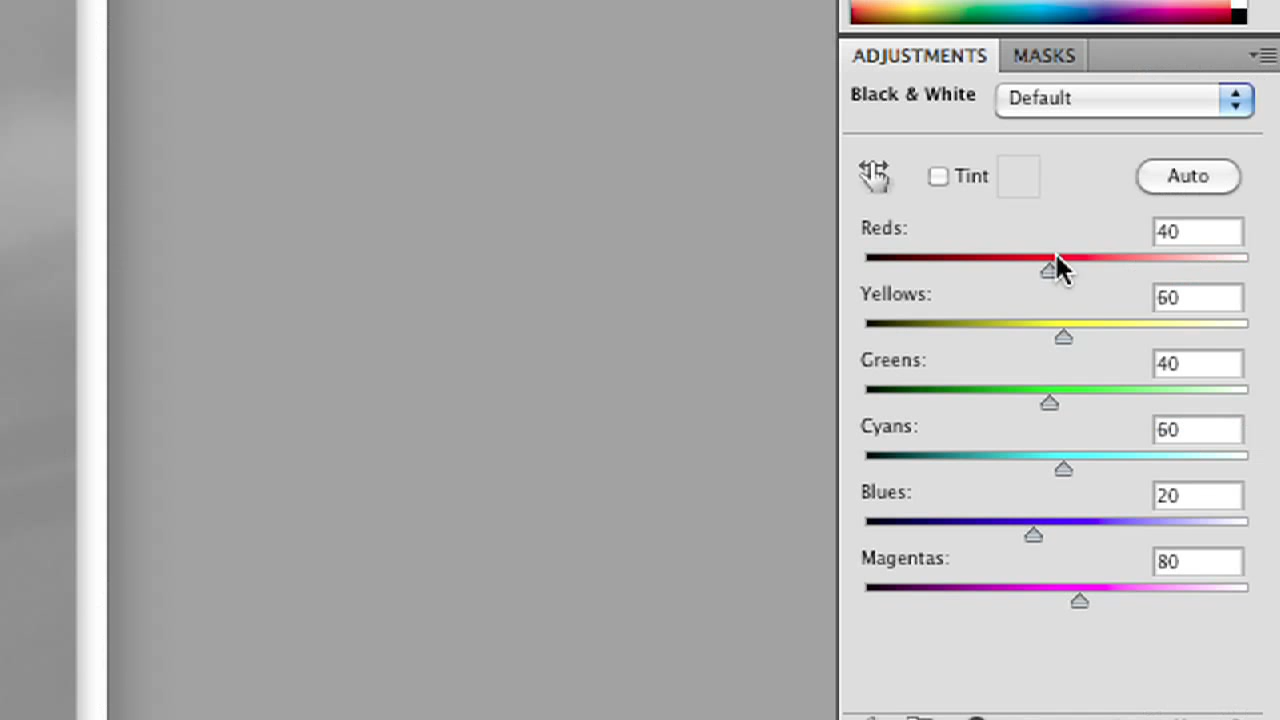 ADJUSTMENTS MASKS
Black & White Default
Tint Auto
Reds: 40
Yellows: 60
Greens: 40
Cyans: 60
Blues: 20
Magentas: 80